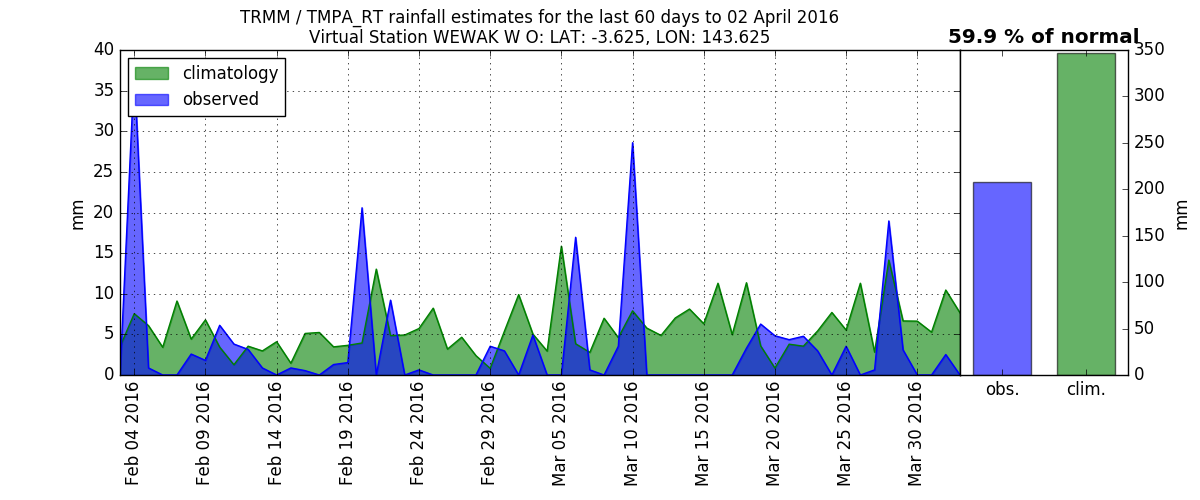 TRMM / TMPA_RT rainfall estimates for the last 60 days to 02 April 2016
Virtual Station WEWAK W O: LAT: -3.625, LON: 143.625
59.9 % of normal
climatology
observed
mm
40
35
30
25
20
15
10
5
0
Feb 04 2016
Feb 09 2016
Feb 14 2016
Feb 19 2016
Feb 24 2016
Feb 29 2016
Mar 05 2016
Mar 10 2016
Mar 15 2016
Mar 20 2016
Mar 25 2016
Mar 30 2016
obs.
clim.
350
300
250
200
150
100
50
0
mm